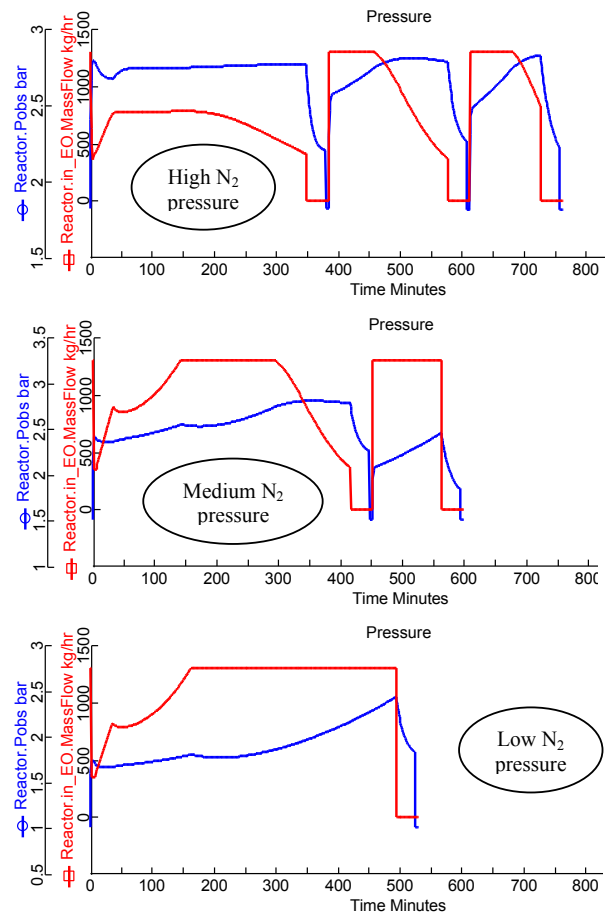 Pressure
Reactor.Pobs bar
1.5 2 2.5 3
Reactor.in_EO.MassFlow kg/hr
0 500 1000 1500
High N₂
pressure
0 100 200 300 400 500 600 700 800
Time Minutes
Pressure
Reactor.Pobs bar
1 1.5 2 2.5 3 3.5
Reactor.in_EO.MassFlow kg/hr
0 500 1000 1500
Medium N₂
pressure
0 100 200 300 400 500 600 700 800
Time Minutes
Pressure
Reactor.Pobs bar
0.5 1 1.5 2 2.5 3
Reactor.in_EO.MassFlow kg/hr
0 500 1000 1500
Low N₂
pressure
0 100 200 300 400 500 600 700 800
Time Minutes